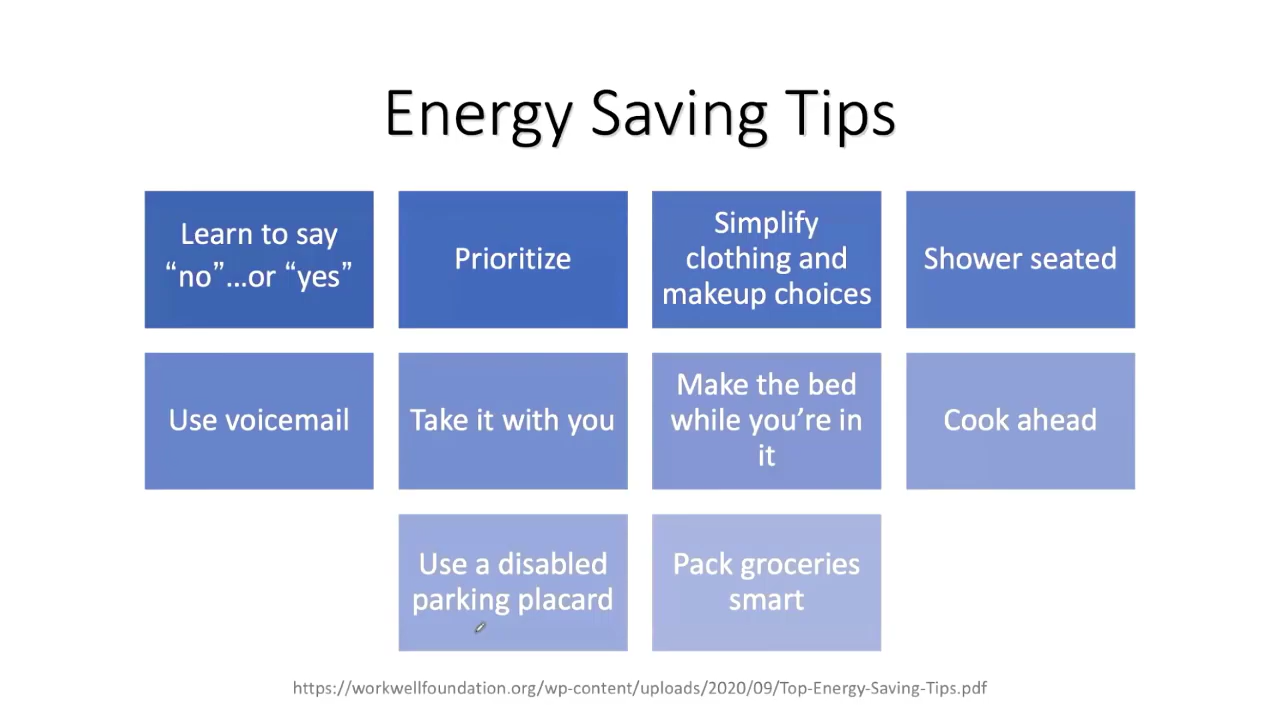 Energy Saving Tips
Learn to say
“no”...or “yes”
Prioritize
Simplify
clothing and
makeup choices
Shower seated
Use voicemail
Take it with you
Make the bed
while you’re in
it
Cook ahead
Use a disabled
parking placard
Pack groceries
smart
https://workwellfoundation.org/wp-content/uploads/2020/09/Top-Energy-Saving-Tips.pdf